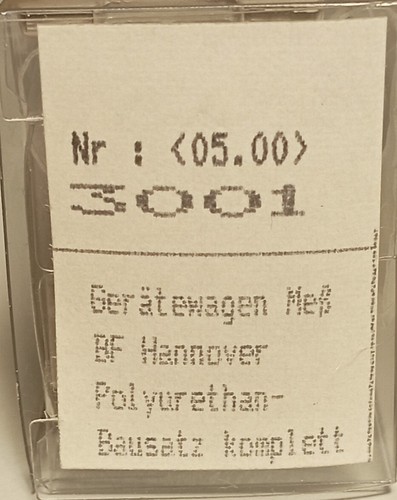 Nr : <05.00>
3001
Gerätewagen Meß
BF Hannover
Polyurethan-
Bausatz komplett